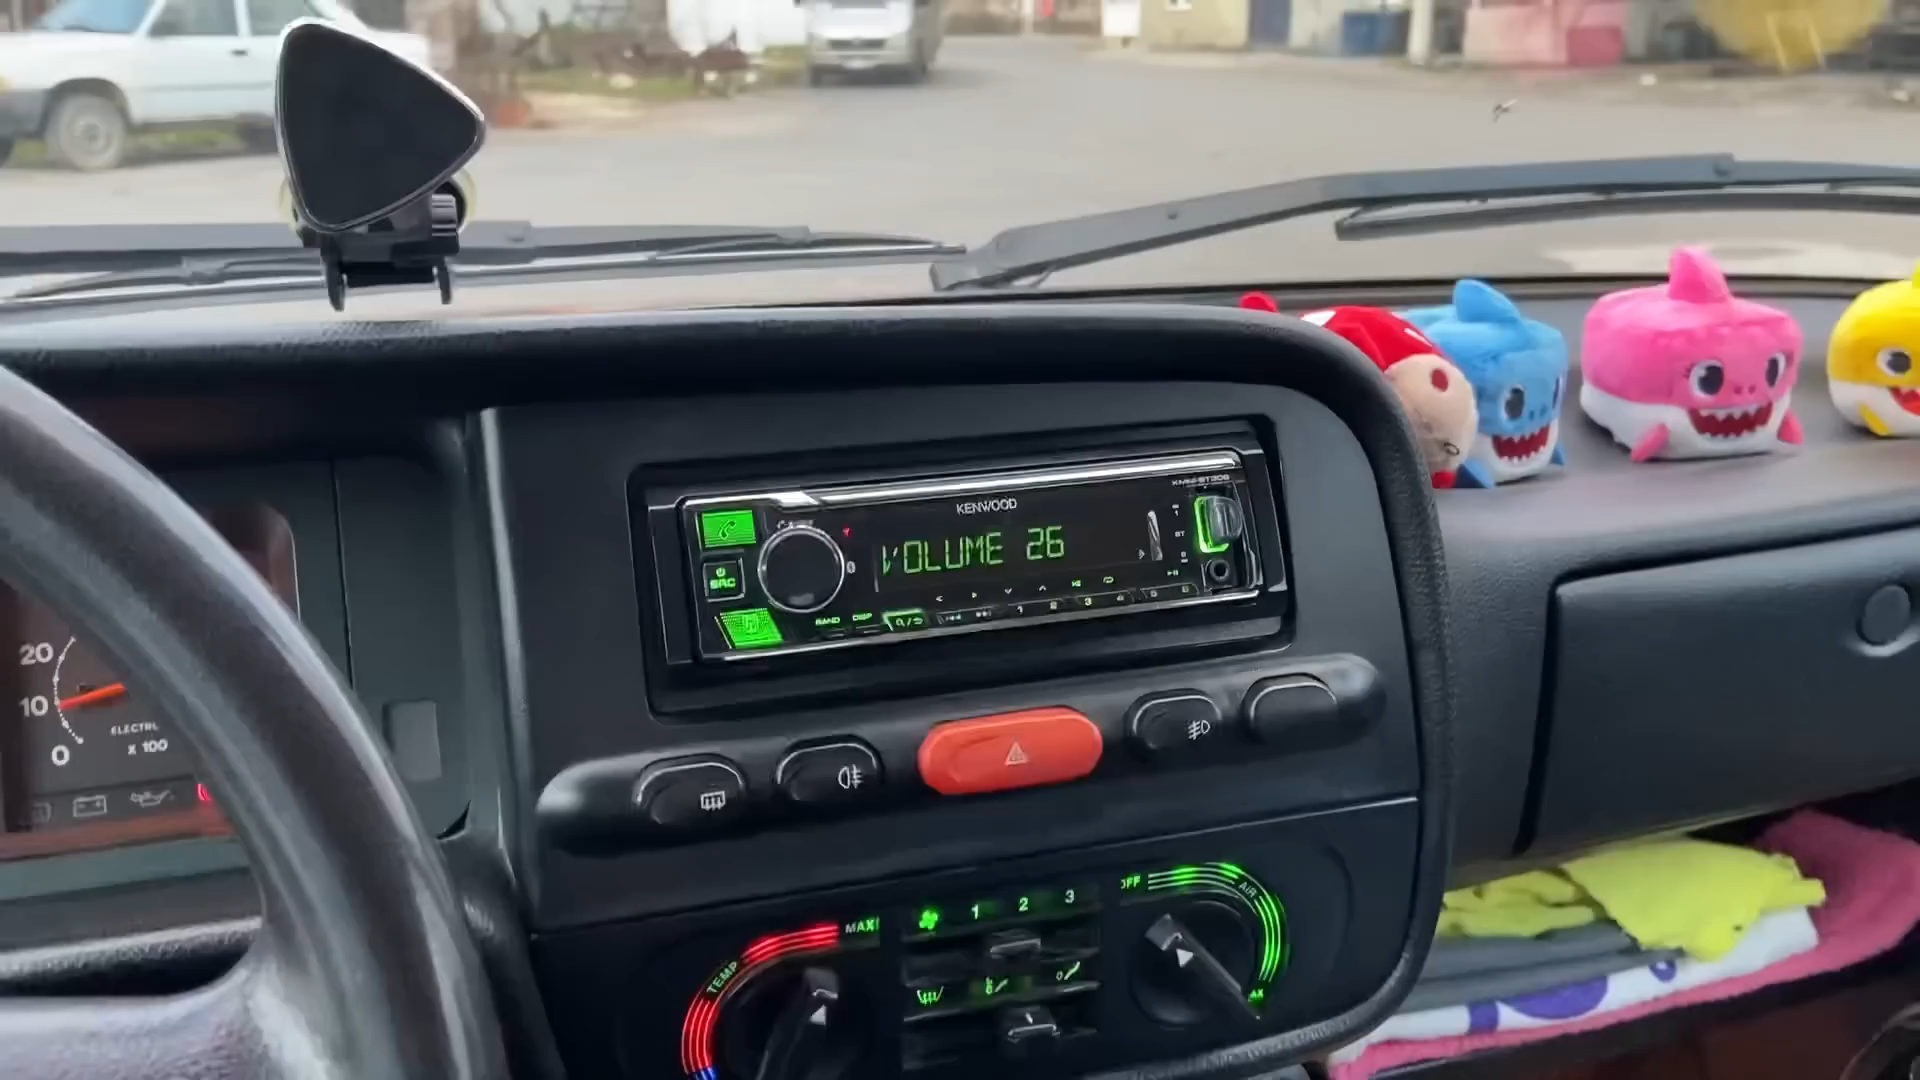 KENWOOD
VOLUME 26
SRC
BAND DISP
BT
1 2 3 4 5 6
20
10
0
x 100
TEMP
MAX
1 2 3
OFF
AIR